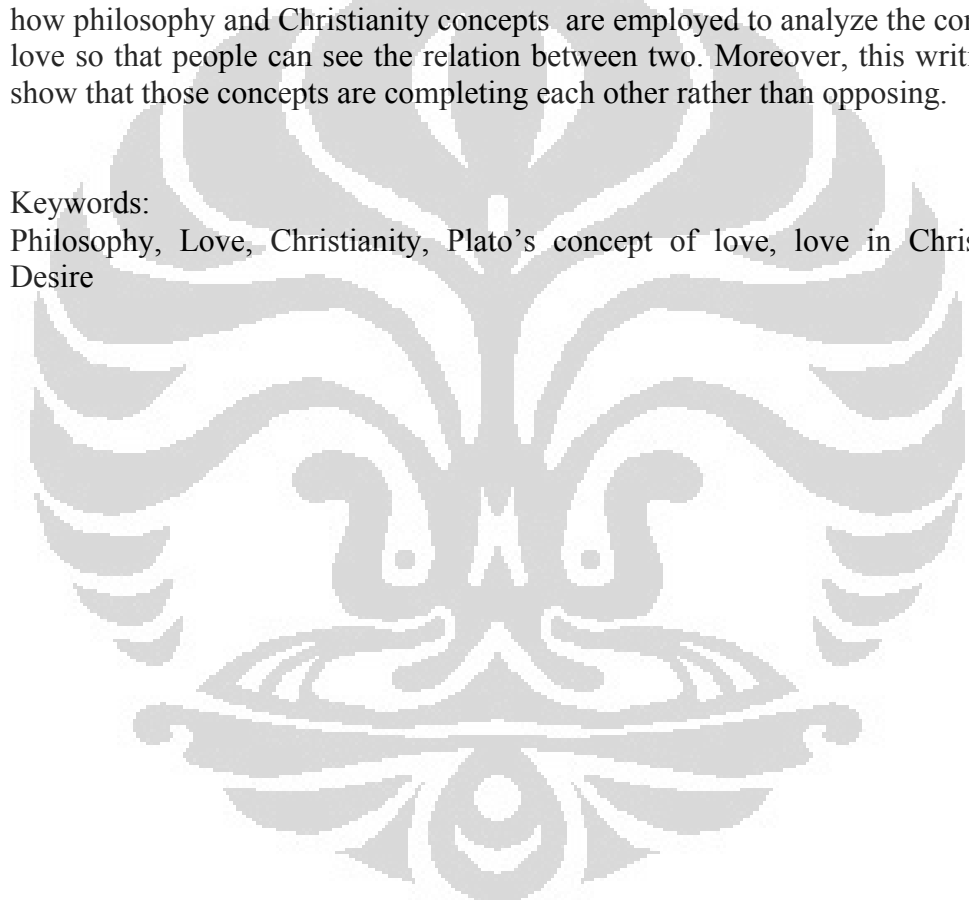 how philosophy and Christianity concepts are employed to analyze the
love so that people can see the relation between two. Moreover, this
show that those concepts are completing each other rather than opposing.
Keywords:
Philosophy, Love, Christianity, Plato’s concept of love, love in
Desire